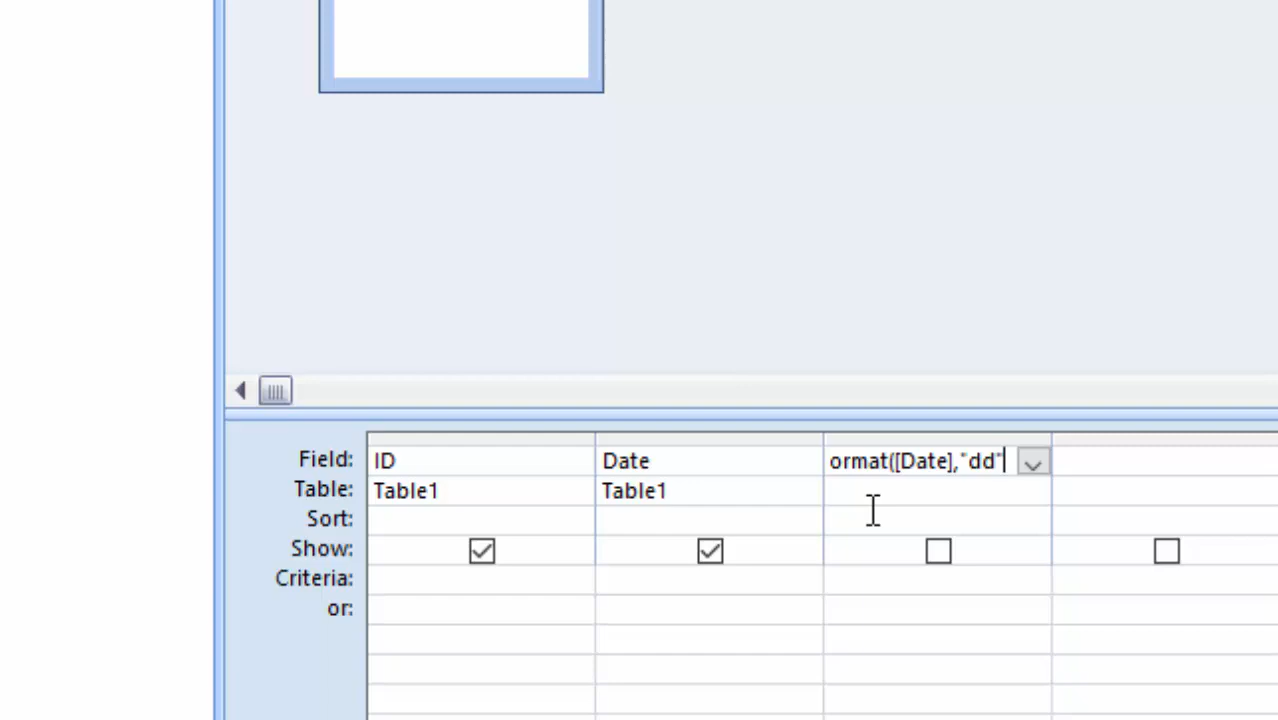 Field: ID Date ormat([Date],"dd"
Table: Table1 Table1
Sort:
Show:
Criteria:
or: